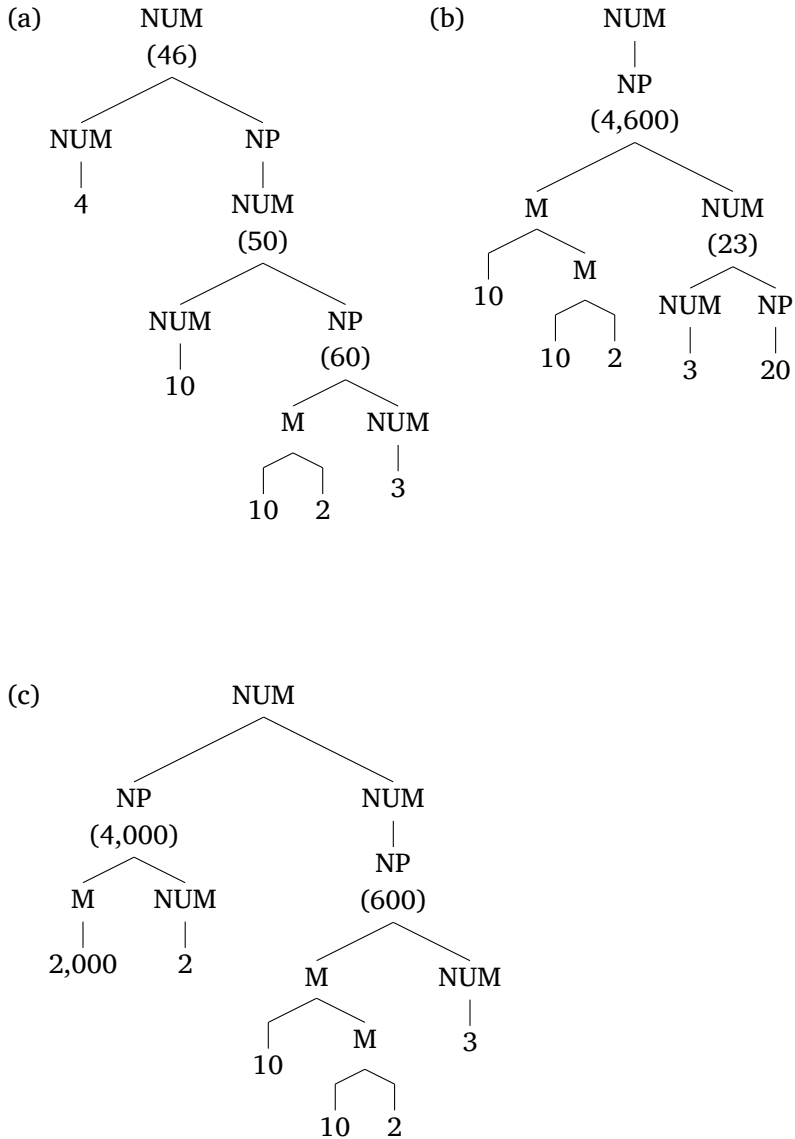 (a) NUM (b) NUM
(46) NP
NUM NP (4,600)
4 NUM M NUM
(50) 10 M (23)
NUM NP 10 2 NUM NP
10 (60) 3 20
M NUM
10 2 3
(c) NUM
NP NUM
(4,000) NP
M NUM (600)
2,000 2 M NUM
10 M 3
10 2